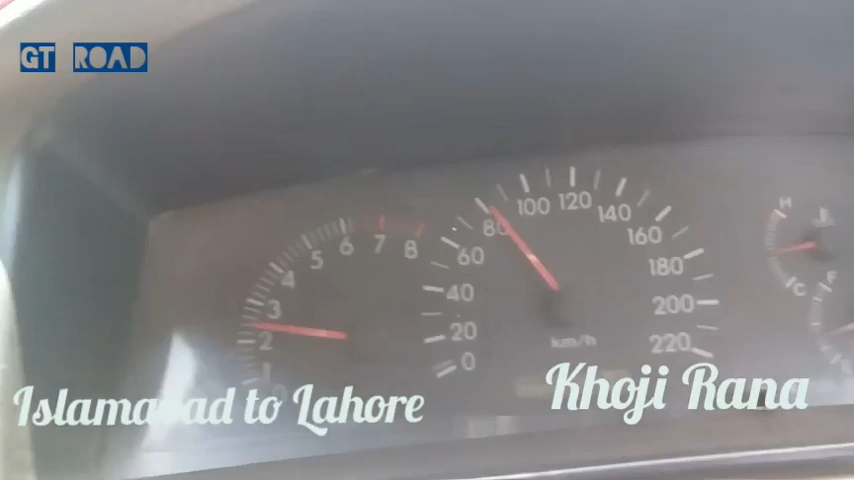 GT ROAD
1 2 3 4 5 6 7 8
0 20 40 60 80 100 120 140 160 180 200 220
km/h
H
C
F
Islamabad to Lahore
Khoji Rana